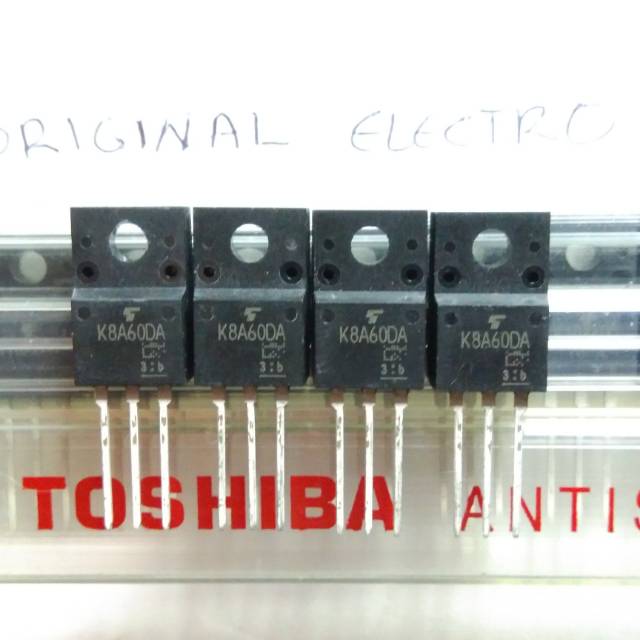 ORIGINAL ELECTRO
K8A60DA
3::b
K8A60DA
3::b
K8A60DA
3::b
K8A60DA
3::b
TOSHIBA ANTIS